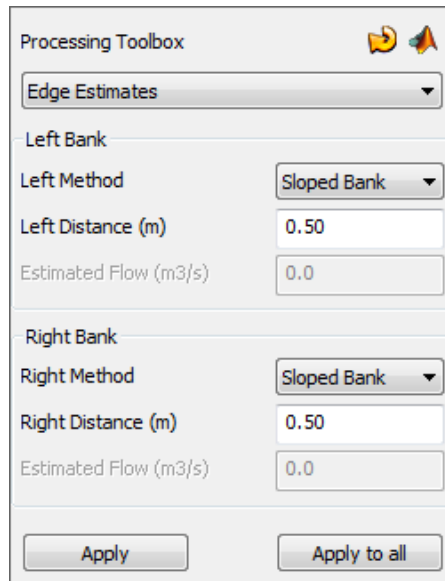 Processing Toolbox
Edge Estimates
Left Bank
Left Method Sloped Bank
Left Distance (m) 0.50
Estimated Flow (m3/s) 0.0
Right Bank
Right Method Sloped Bank
Right Distance (m) 0.50
Estimated Flow (m3/s) 0.0
Apply Apply to all